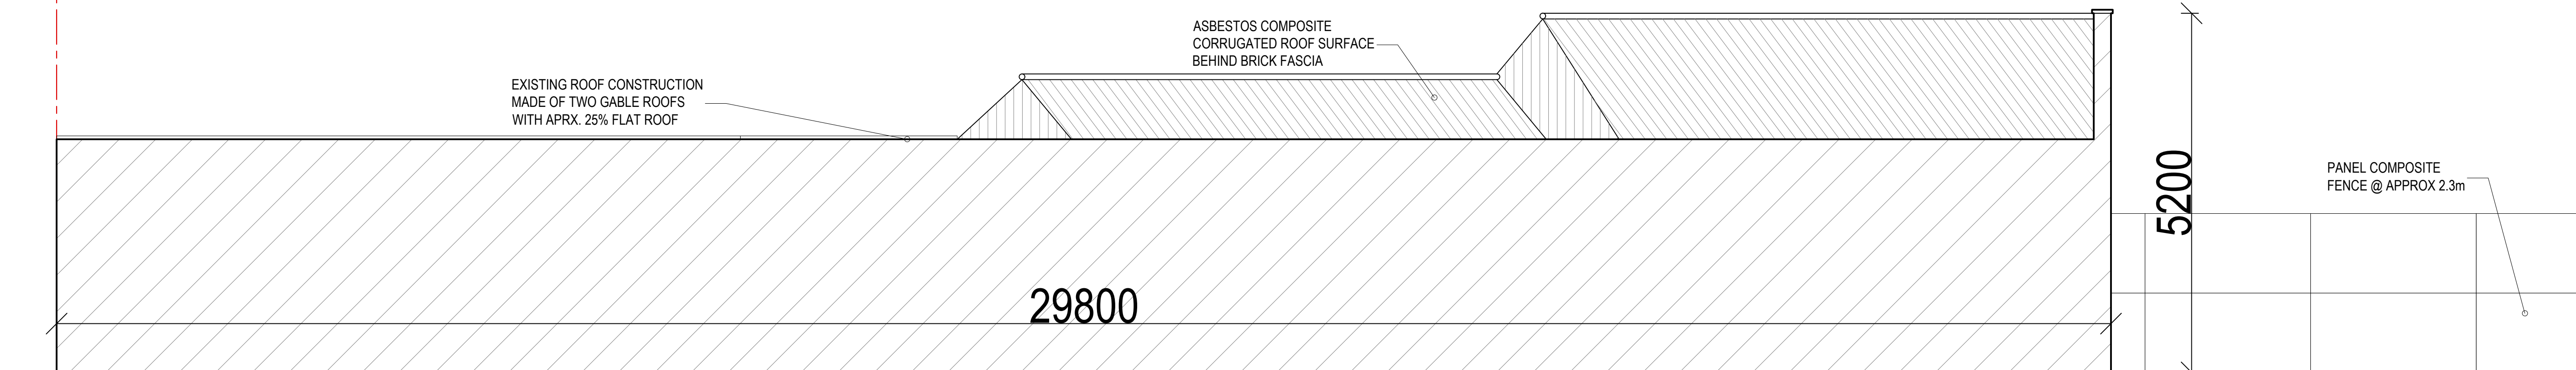 ASBESTOS COMPOSITE
CORRUGATED ROOF SURFACE
BEHIND BRICK FASCIA
EXISTING ROOF CONSTRUCTION
MADE OF TWO GABLE ROOFS
WITH APRX. 25% FLAT ROOF
PANEL COMPOSITE
FENCE @ APPROX 2.3m
5200
29800